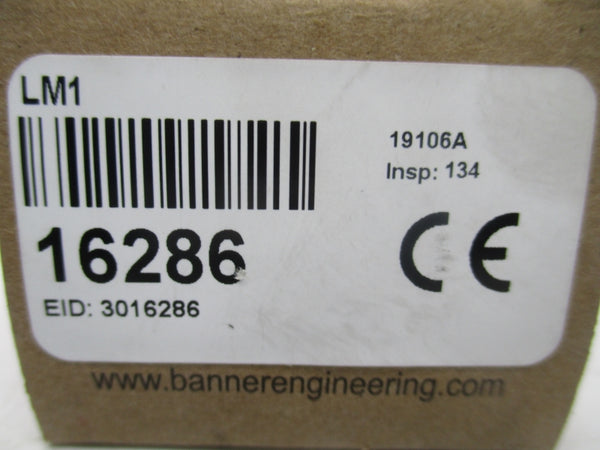 LM1
19106A
Insp: 134
16286
CE
EID: 3016286
www.bannerengineering.com